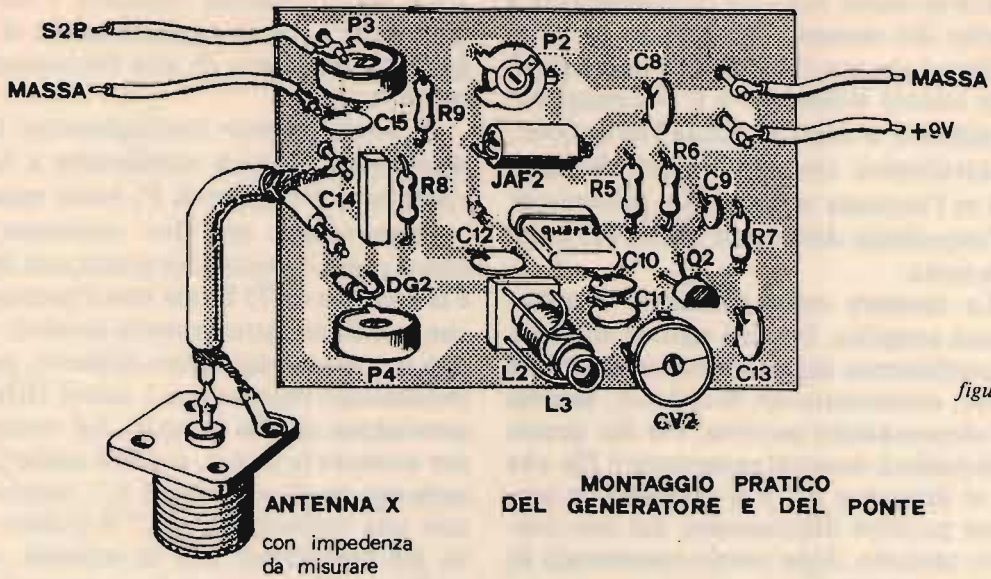 S2P
P3
P2
C8
MASSA
MASSA
C15
R9
+9V
JAF2
R5
R6
C9
C14
R8
quarzo
R7
C12
C10
Q2
DG2
C11
P4
L2
L3
CV2
C13
figu
ANTENNA X
con impedenza
da misurare
MONTAGGIO PRATICO
DEL GENERATORE E DEL PONTE